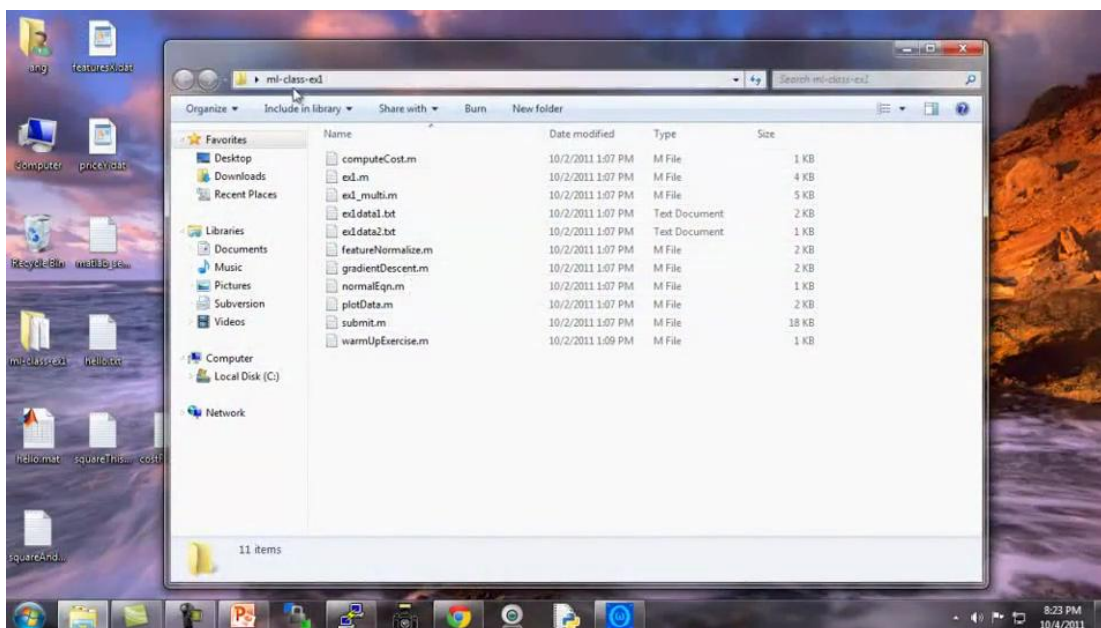 ang
featuresX.dat
Computer
priceY.dat
Recycle Bin
matlab_se...
ml-class-ex1
hello.txt
hello.mat
squareThis...
costF
squareAnd...
ml-class-ex1
Search ml-class-ex1
Organize
Include in library
Share with
Burn
New folder
Favorites
Desktop
Downloads
Recent Places
Libraries
Documents
Music
Pictures
Subversion
Videos
Computer
Local Disk (C:)
Network
Name Date modified Type Size
computeCost.m 10/2/2011 1:07 PM M File 1 KB
ex1.m 10/2/2011 1:07 PM M File 4 KB
ex1_multi.m 10/2/2011 1:07 PM M File 5 KB
ex1data1.txt 10/2/2011 1:07 PM Text Document 2 KB
ex1data2.txt 10/2/2011 1:07 PM Text Document 1 KB
featureNormalize.m 10/2/2011 1:07 PM M File 2 KB
gradientDescent.m 10/2/2011 1:07 PM M File 2 KB
normalEqn.m 10/2/2011 1:07 PM M File 1 KB
plotData.m 10/2/2011 1:07 PM M File 2 KB
submit.m 10/2/2011 1:07 PM M File 18 KB
warmUpExercise.m 10/2/2011 1:09 PM M File 1 KB
11 items
8:23 PM
10/4/2011